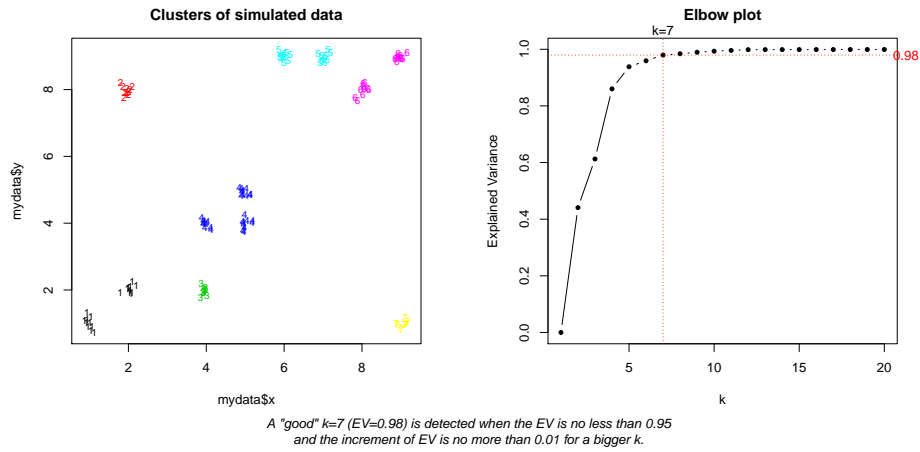 Clusters of simulated data
mydata$y
8
6
4
2
2
4
6
8
mydata$x
Elbow plot
k=7
Explained Variance
1.0
0.8
0.6
0.4
0.2
0.0
0.98
5
10
15
20
k
A "good" k=7 (EV=0.98) is detected when the EV is no less than 0.95
and the increment of EV is no more than 0.01 for a bigger k.